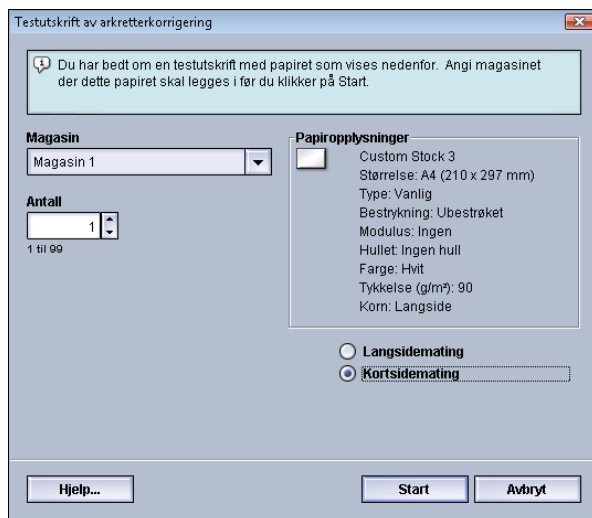 Testutskrift av arkretterkorrigering
Du har bedt om en testutskrift med papiret som vises nedenfor. Angi magasinet
der dette papiret skal legges i før du klikker på Start.
Magasin
Magasin 1
Antall
1
1 til 99
Papiropplysninger
Custom Stock 3
Størrelse: A4 (210 x 297 mm)
Type: Vanlig
Bestrykning: Ubestrøket
Modulus: Ingen
Hullet: Ingen hull
Farge: Hvit
Tykkelse (g/m²): 90
Korn: Langside
Langsidemating
Kortsidemating
Hjelp...
Start
Avbryt